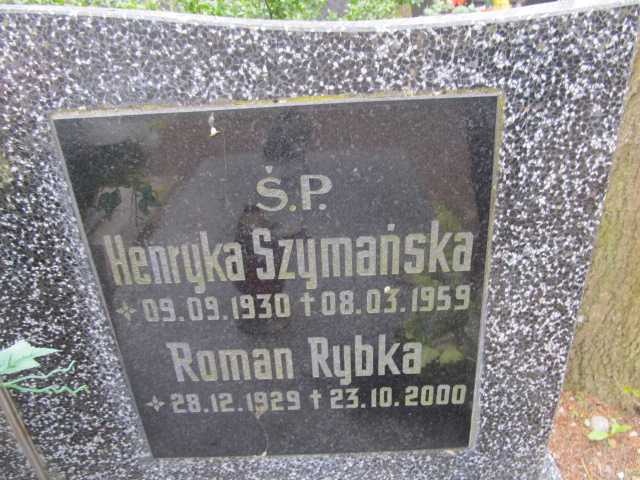 Ś.P.
Henryka Szymańska
09.09.1930 † 08.03.1959
Roman Rybka
28.12.1929 † 23.10.2000